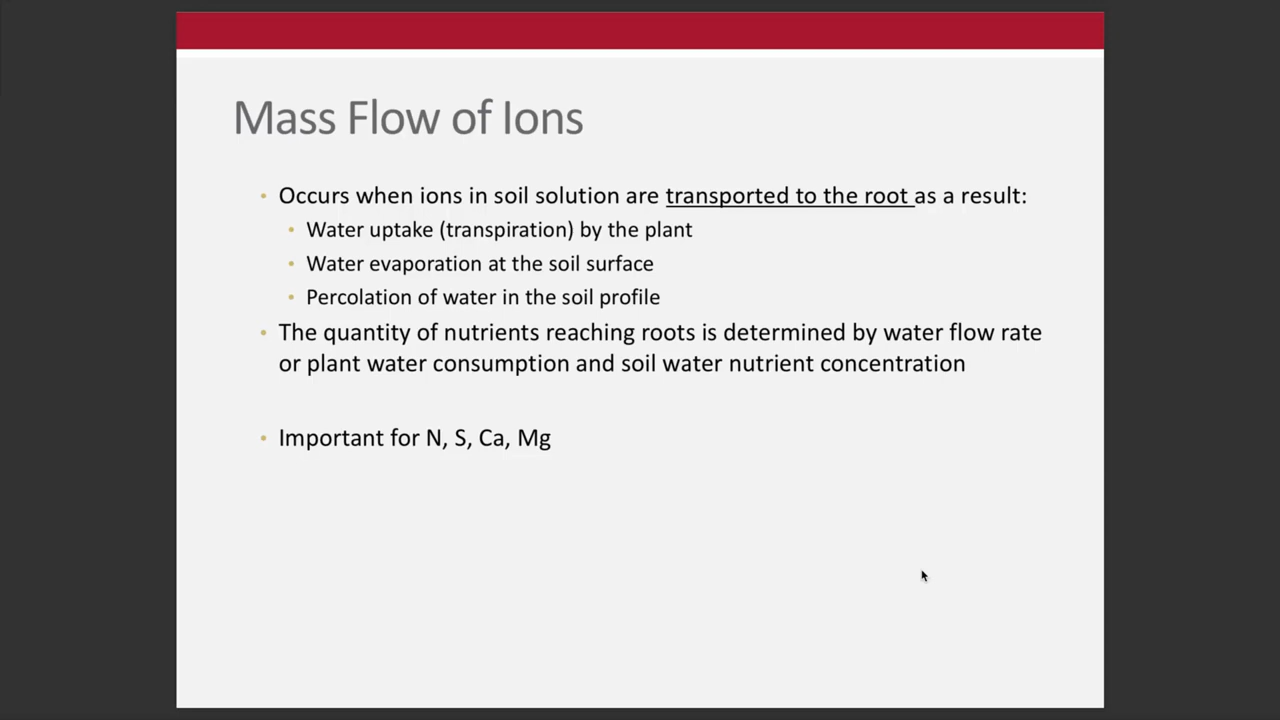 Mass Flow of Ions
• Occurs when ions in soil solution are transported to the root as a result:
• Water uptake (transpiration) by the plant
• Water evaporation at the soil surface
• Percolation of water in the soil profile
• The quantity of nutrients reaching roots is determined by water flow rate
or plant water consumption and soil water nutrient concentration
• Important for N, S, Ca, Mg